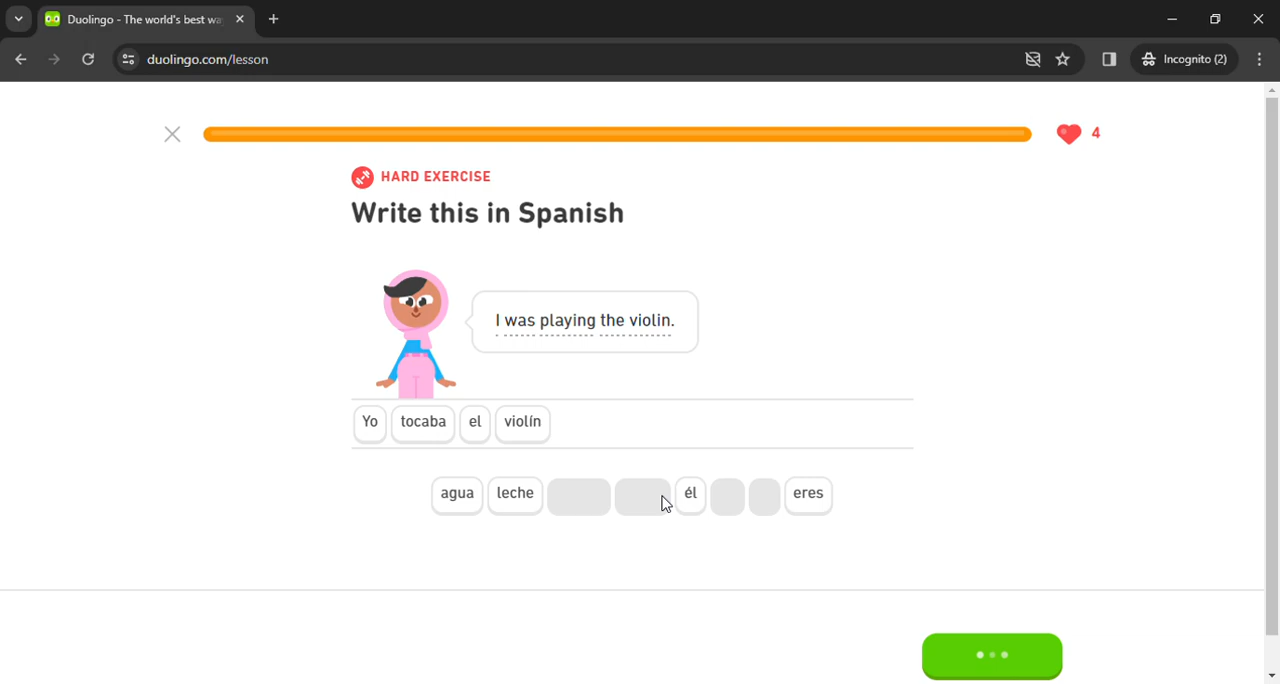 Duolingo - The world's best wa
duolingo.com/lesson
Incognito (2)
4
HARD EXERCISE
Write this in Spanish
I was playing the violin.
Yo tocaba el violín
agua leche él eres